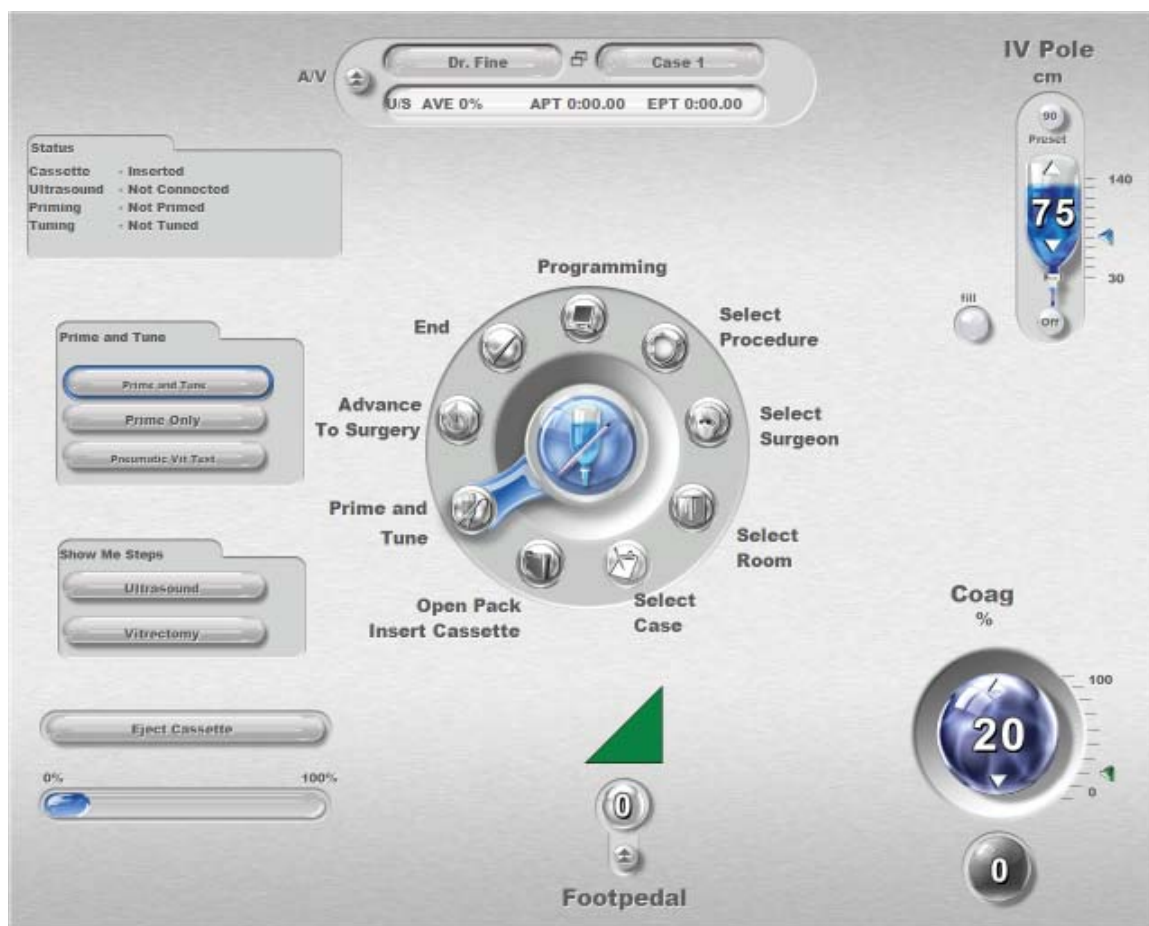 IV Pole
cm
Dr. Fine
Case 1
A/V
U/S AVE 0% APT 0:00.00 EPT 0:00.00
90
Preset
140
75
30
fill
Off
Status
Cassette - Inserted
Ultrasound - Not Connected
Priming - Not Primed
Tuning - Not Tuned
Programming
End
Select
Procedure
Advance
To Surgery
Select
Surgeon
Prime and
Tune
Select
Room
Open Pack
Insert Cassette
Select
Case
Prime and Tune
Prime and Tune
Prime Only
Pneumatic Vit Test
Show Me Steps
Ultrasound
Vitrectomy
Eject Cassette
0% 100%
0
Footpedal
Coag
%
100
20
0
0